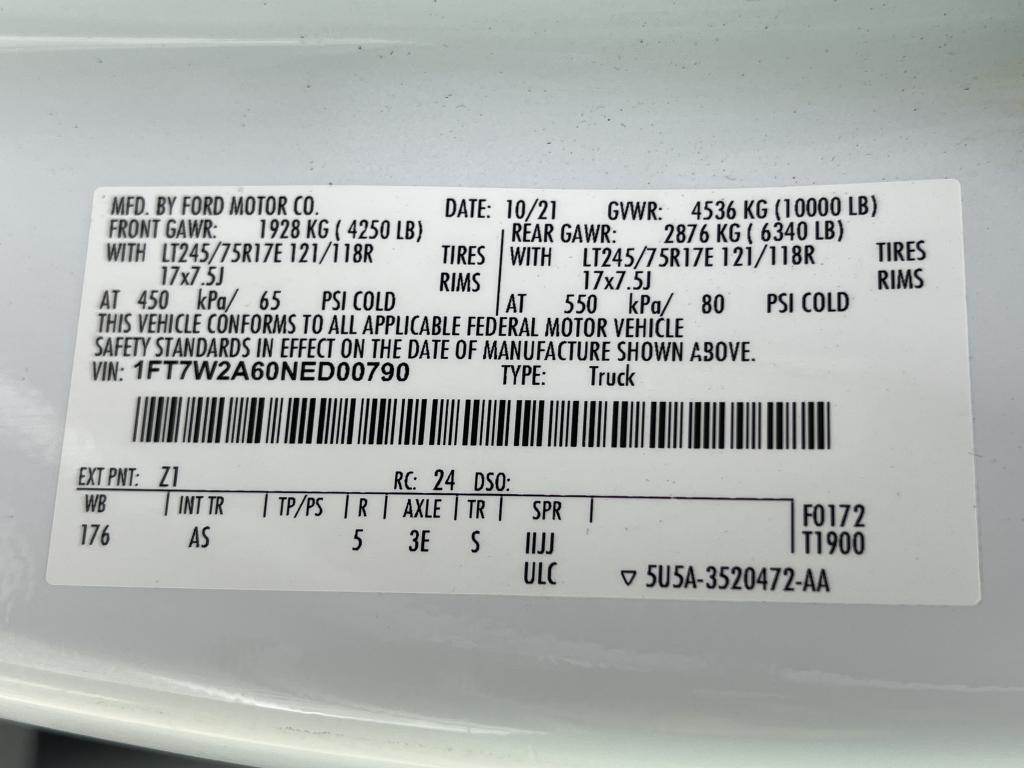 MFD. BY FORD MOTOR CO. DATE: 10/21 GVWR: 4536 KG (10000 LB)
FRONT GAWR: 1928 KG ( 4250 LB) REAR GAWR: 2876 KG ( 6340 LB)
WITH LT245/75R17E 121/118R TIRES WITH LT245/75R17E 121/118R TIRES
17x7.5J RIMS 17x7.5J RIMS
AT 450 kPa/ 65 PSI COLD AT 550 kPa/ 80 PSI COLD
THIS VEHICLE CONFORMS TO ALL APPLICABLE FEDERAL MOTOR VEHICLE
SAFETY STANDARDS IN EFFECT ON THE DATE OF MANUFACTURE SHOWN ABOVE.
VIN: 1FT7W2A60NED00790 TYPE: Truck
EXT PNT: Z1 RC: 24 DSO:
WB INT TR TP/PS R AXLE TR SPR F0172
176 AS 5 3E S IIJJ T1900
ULC ▽ 5U5A-3520472-AA